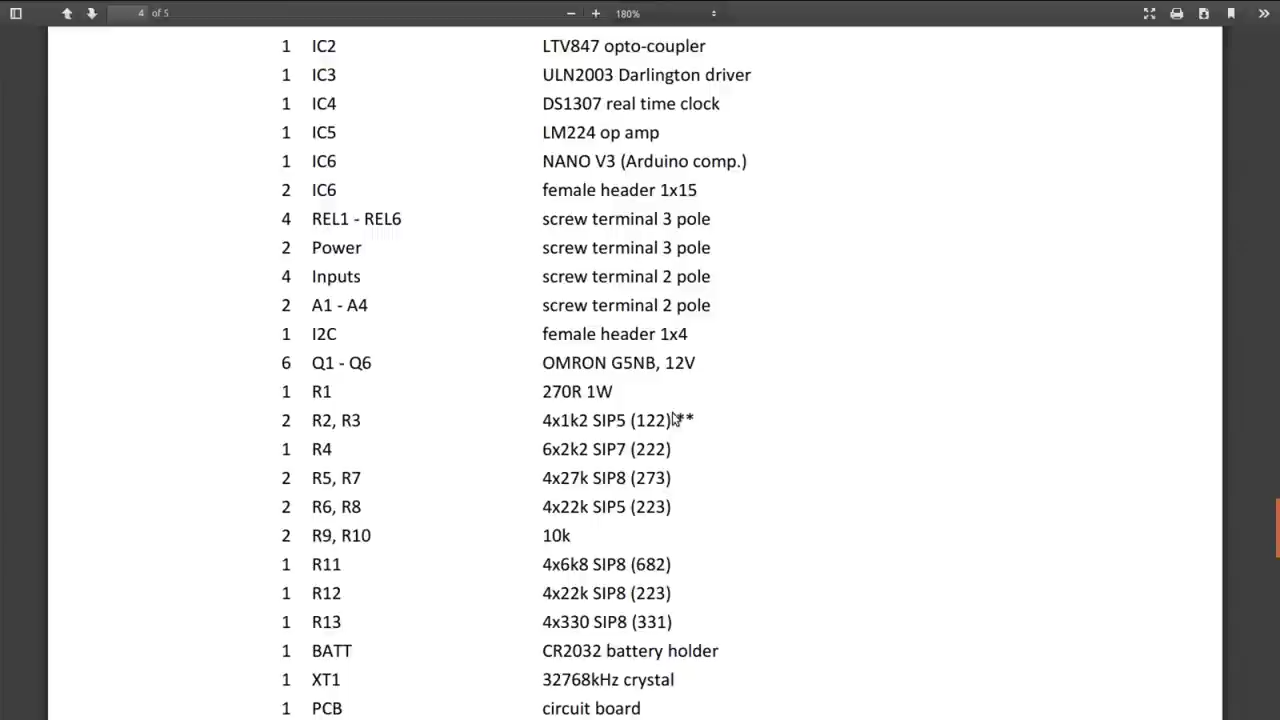 4 of 5 180%
1 IC2 LTV847 opto-coupler
1 IC3 ULN2003 Darlington driver
1 IC4 DS1307 real time clock
1 IC5 LM224 op amp
1 IC6 NANO V3 (Arduino comp.)
2 IC6 female header 1x15
4 REL1 - REL6 screw terminal 3 pole
2 Power screw terminal 3 pole
4 Inputs screw terminal 2 pole
2 A1 - A4 screw terminal 2 pole
1 I2C female header 1x4
6 Q1 - Q6 OMRON G5NB, 12V
1 R1 270R 1W
2 R2, R3 4x1k2 SIP5 (122)**
1 R4 6x2k2 SIP7 (222)
2 R5, R7 4x27k SIP8 (273)
2 R6, R8 4x22k SIP5 (223)
2 R9, R10 10k
1 R11 4x6k8 SIP8 (682)
1 R12 4x22k SIP8 (223)
1 R13 4x330 SIP8 (331)
1 BATT CR2032 battery holder
1 XT1 32768kHz crystal
1 PCB circuit board